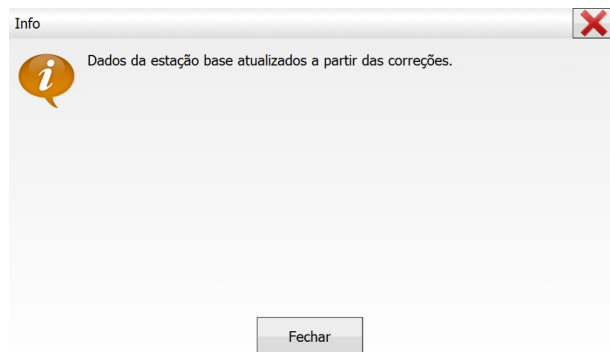 Info
Dados da estação base atualizados a partir das correções.
Fechar